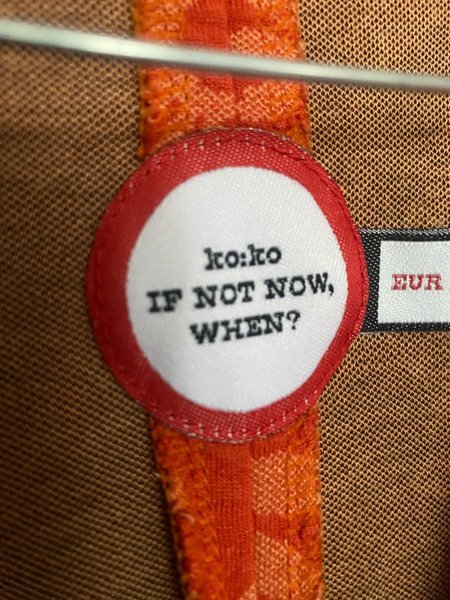 ko:ko
IF NOT NOW,
WHEN?
EUR